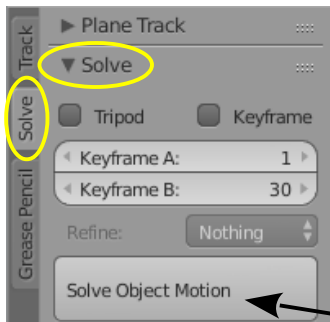 Track
Solve
Grease Pencil
Plane Track
Solve
Tripod Keyframe
Keyframe A: 1
Keyframe B: 30
Refine: Nothing
Solve Object Motion